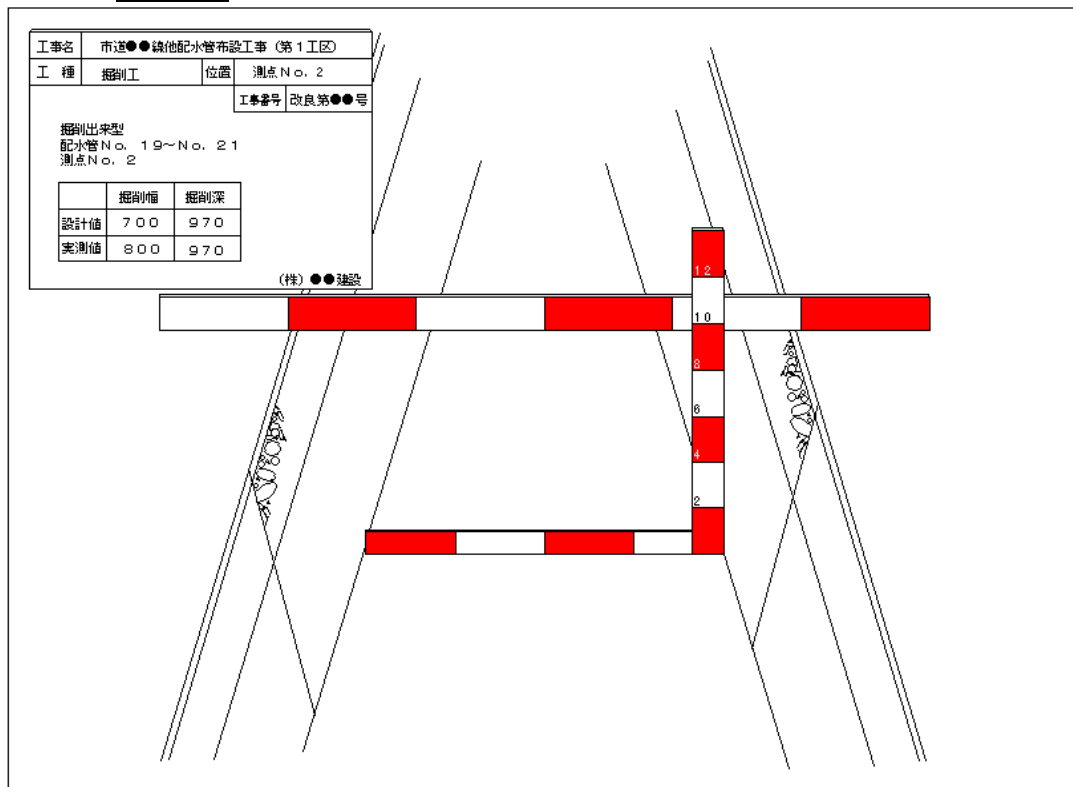 工事名 市道●●線他配水管布設工事（第１工区）
工 種 掘削工 位置 測点Ｎｏ．２
工事番号 改良第●●号
掘削出来型
配水管Ｎｏ．１９～Ｎｏ．２１
測点Ｎｏ．２
掘削幅 掘削深
設計値 ７００ ９７０
実測値 ８００ ９７０
（株）●●建設
１２
１０
８
６
４
２